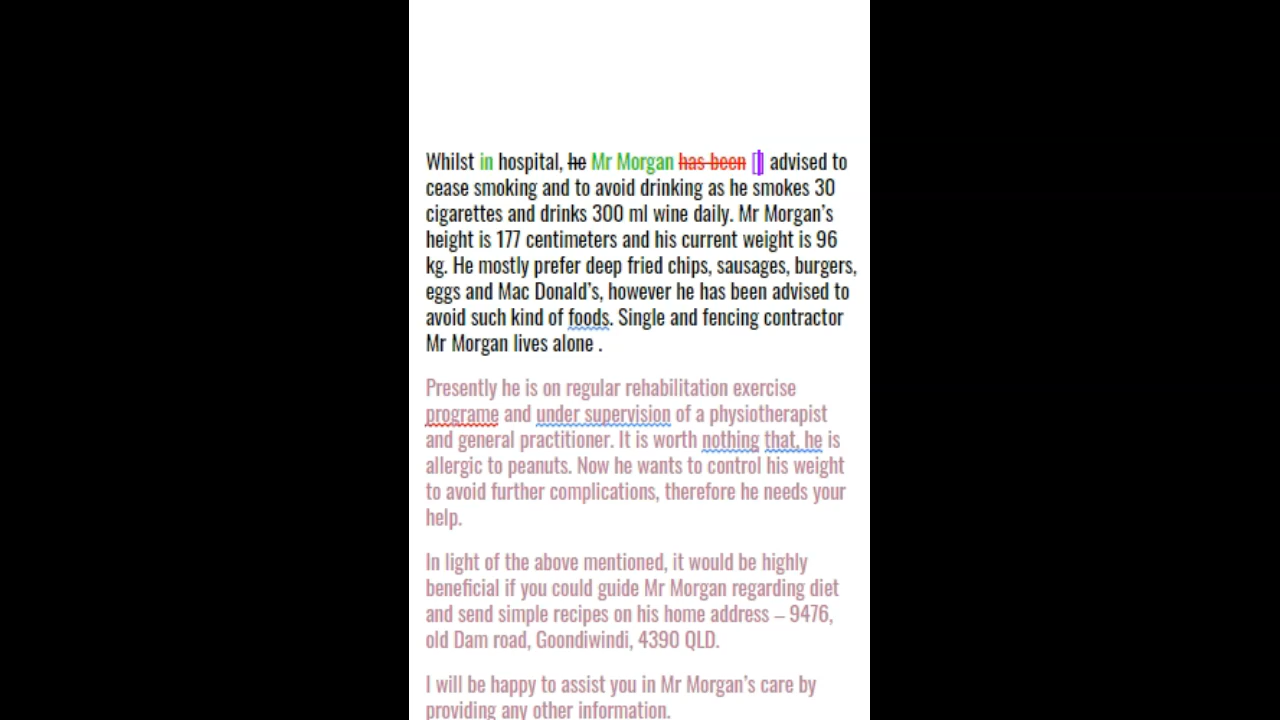 Whilst in hospital, he Mr Morgan has been [] advised to
cease smoking and to avoid drinking as he smokes 30
cigarettes and drinks 300 ml wine daily. Mr Morgan’s
height is 177 centimeters and his current weight is 96
kg. He mostly prefer deep fried chips, sausages, burgers,
eggs and Mac Donald’s, however he has been advised to
avoid such kind of foods. Single and fencing contractor
Mr Morgan lives alone .
Presently he is on regular rehabilitation exercise
programe and under supervision of a physiotherapist
and general practitioner. It is worth nothing that, he is
allergic to peanuts. Now he wants to control his weight
to avoid further complications, therefore he needs your
help.
In light of the above mentioned, it would be highly
beneficial if you could guide Mr Morgan regarding diet
and send simple recipes on his home address – 9476,
old Dam road, Goondiwindi, 4390 QLD.
I will be happy to assist you in Mr Morgan’s care by
providing any other information.